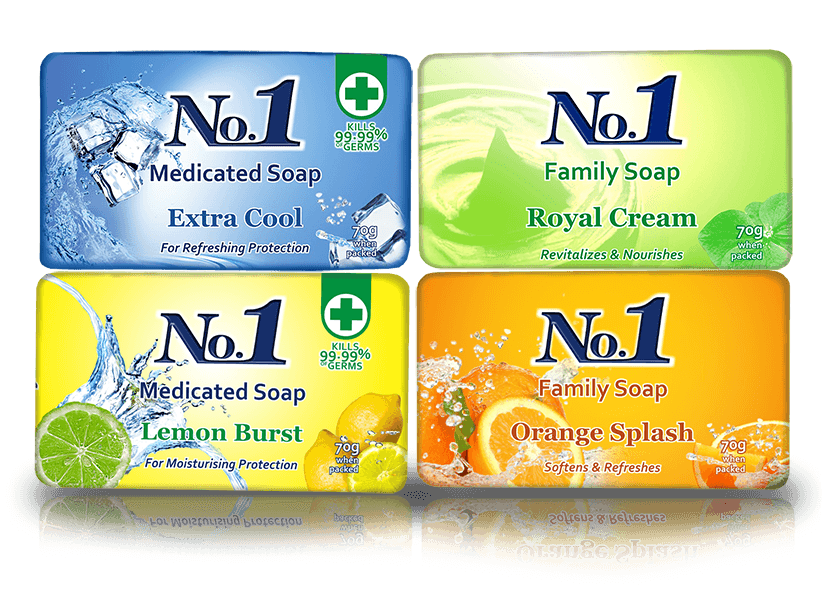 No.1
Medicated Soap
Extra Cool
For Refreshing Protection
KILLS
99·99%
OF GERMS
70g
when
packed
No.1
Family Soap
Royal Cream
Revitalizes & Nourishes
70g
when
packed
No.1
Medicated Soap
Lemon Burst
For Moisturising Protection
KILLS
99·99%
OF GERMS
70g
when
packed
No.1
Family Soap
Orange Splash
Softens & Refreshes
70g
when
packed